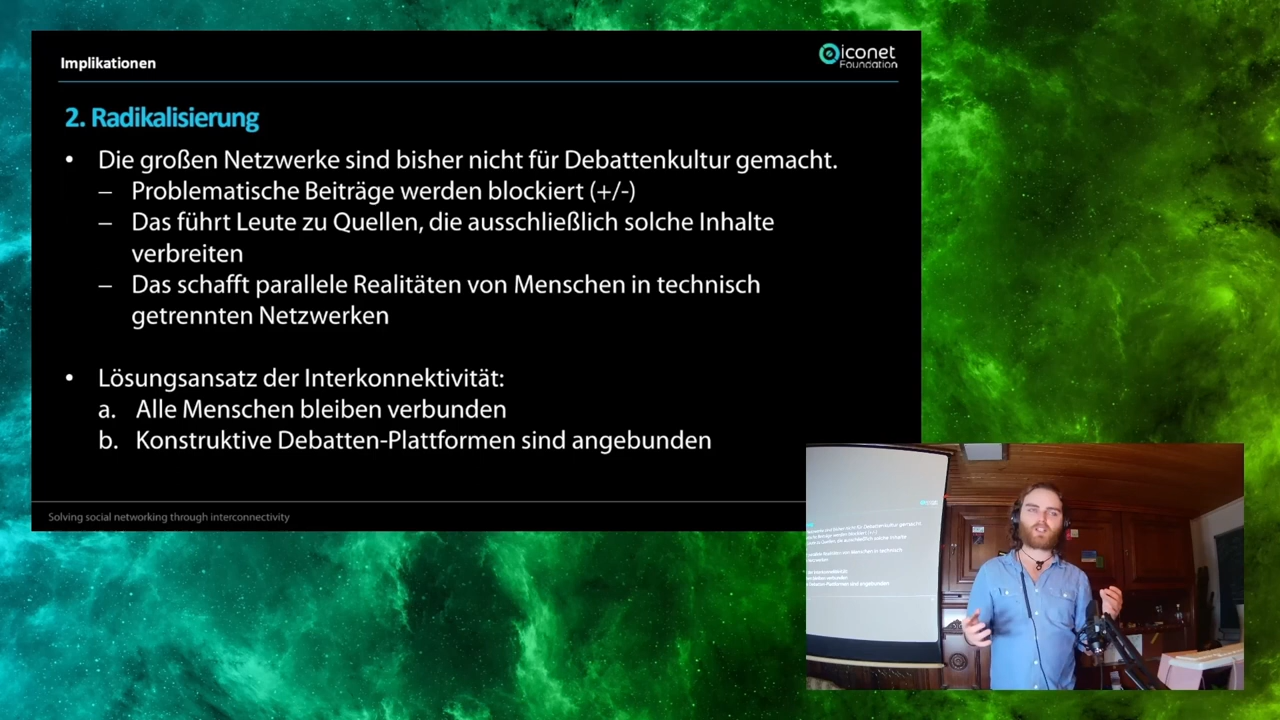 Implikationen
iconet
Foundation
2. Radikalisierung
• Die großen Netzwerke sind bisher nicht für Debattenkultur gemacht.
– Problematische Beiträge werden blockiert (+/-)
– Das führt Leute zu Quellen, die ausschließlich solche Inhalte
verbreiten
– Das schafft parallele Realitäten von Menschen in technisch
getrennten Netzwerken
• Lösungsansatz der Interkonnektivität:
a. Alle Menschen bleiben verbunden
b. Konstruktive Debatten-Plattformen sind angebunden
Solving social networking through interconnectivity